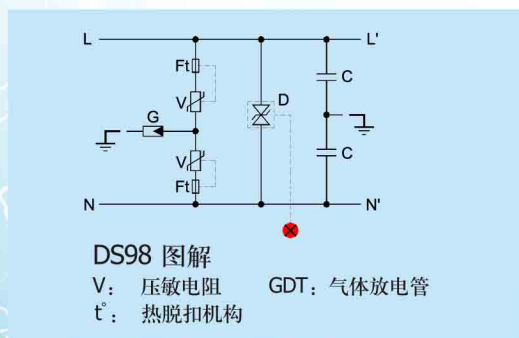 L L'
Ft
V
C
D
G
C
V
Ft
N N'
DS98 图解
V： 压敏电阻 GDT：气体放电管
t°： 热脱扣机构